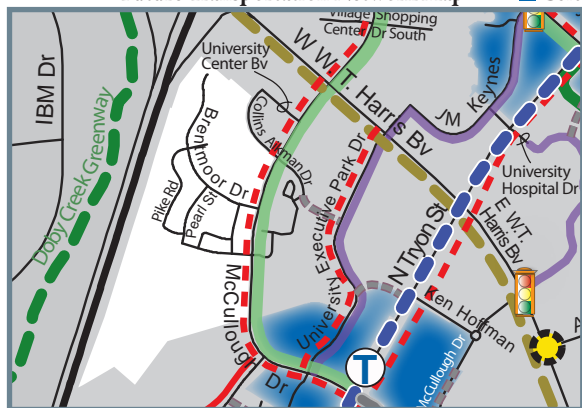 Village Shopping
Center Dr South
University
Center Bv
W W.T. Harris Bv
IBM Dr
Doby Creek Greenway
Brentmoor Dr
Collins Aikman Dr
Pike Rd
Pearl St
McCullough
Dr
University Executive Park Dr
JM Keynes
University
Hospital Dr
E W.T.
Harris Bv
N Tryon St
Ken Hoffman
McCullough Dr
T